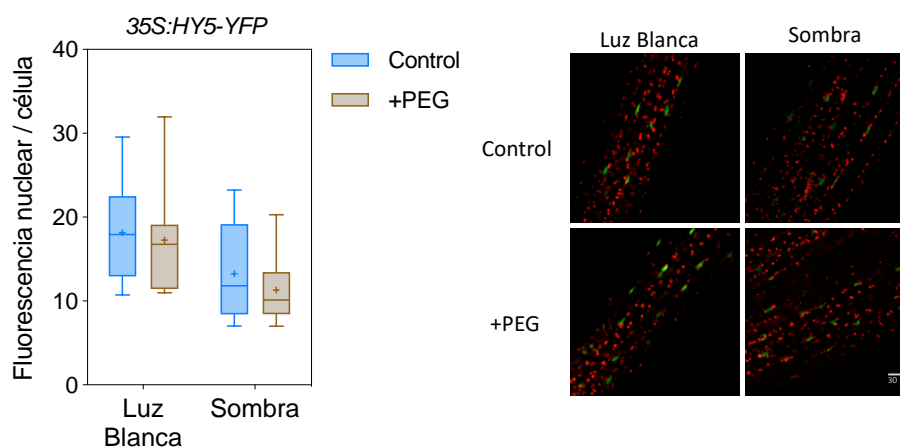 35S:HY5-YFP
Fluorescencia nuclear / célula
40
30
20
10
0
Luz
Blanca
Sombra
Control
+PEG
Luz Blanca
Sombra
Control
+PEG
30